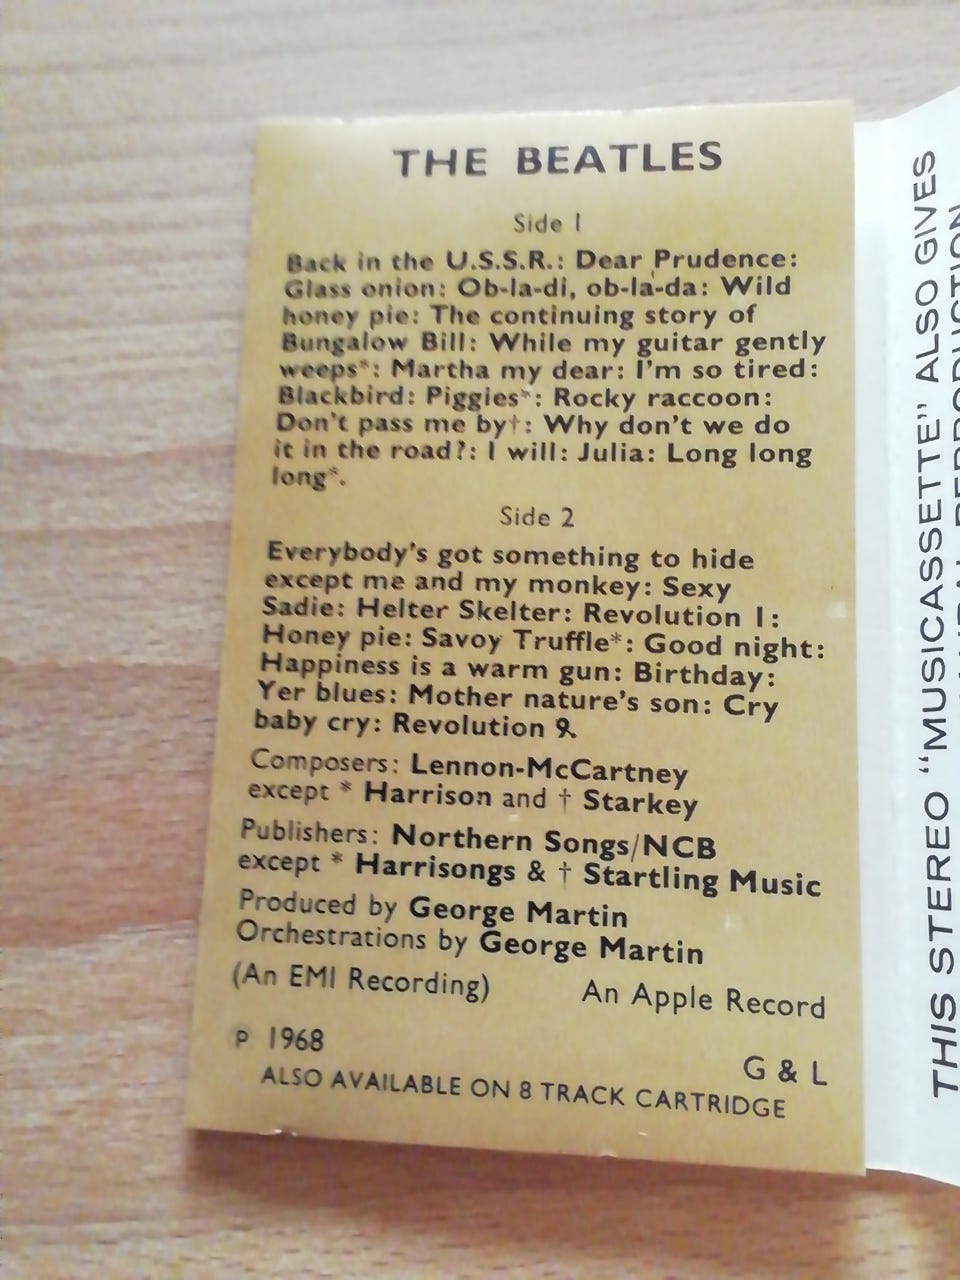 THE BEATLES
Side 1
Back in the U.S.S.R.: Dear Prudence:
Glass onion: Ob-la-di, ob-la-da: Wild
honey pie: The continuing story of
Bungalow Bill: While my guitar gently
weeps*: Martha my dear: I'm so tired:
Blackbird: Piggies*: Rocky raccoon:
Don't pass me by†: Why don't we do
it in the road?: I will: Julia: Long long
long*.
Side 2
Everybody's got something to hide
except me and my monkey: Sexy
Sadie: Helter Skelter: Revolution 1:
Honey pie: Savoy Truffle*: Good night:
Happiness is a warm gun: Birthday:
Yer blues: Mother nature's son: Cry
baby cry: Revolution 9.
Composers: Lennon-McCartney
except * Harrison and † Starkey
Publishers: Northern Songs/NCB
except * Harrisongs & † Startling Music
Produced by George Martin
Orchestrations by George Martin
(An EMI Recording) An Apple Record
℗ 1968
G & L
ALSO AVAILABLE ON 8 TRACK CARTRIDGE
THIS STEREO "MUSICASSETTE" ALSO GIVES
REPRODUCTION